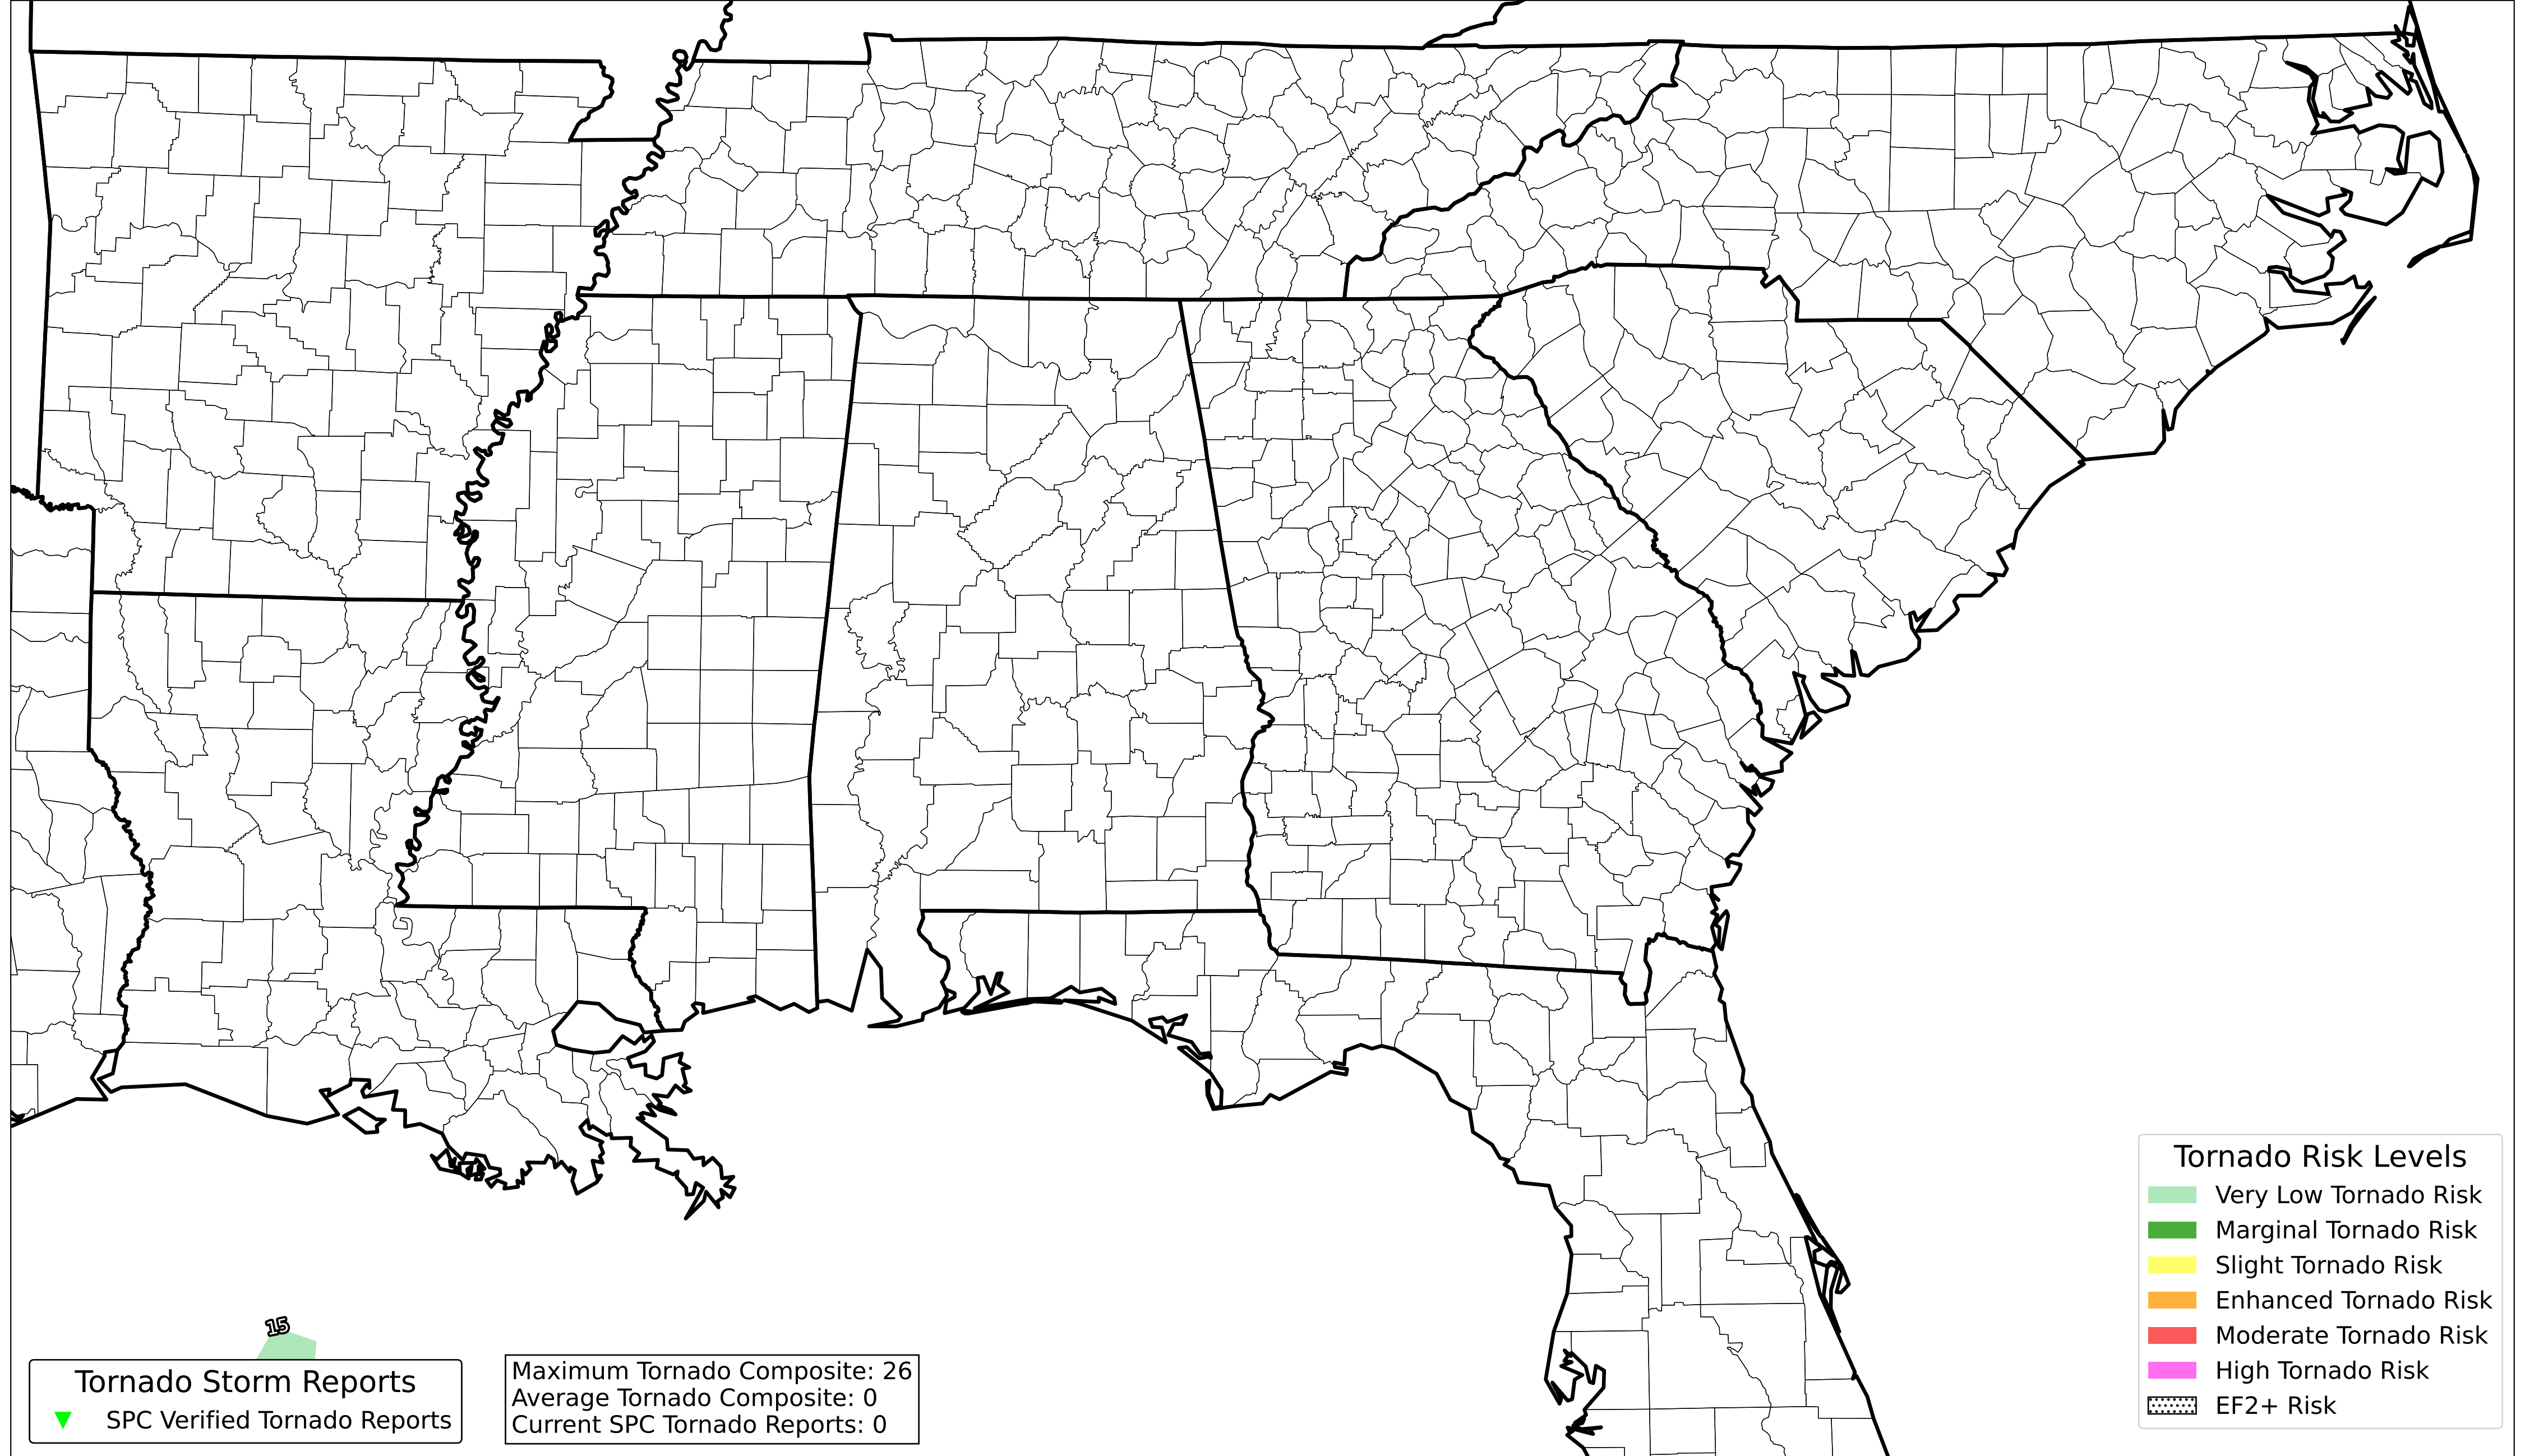 15
Tornado Storm Reports
SPC Verified Tornado Reports
Maximum Tornado Composite: 26
Average Tornado Composite: 0
Current SPC Tornado Reports: 0
Tornado Risk Levels
Very Low Tornado Risk
Marginal Tornado Risk
Slight Tornado Risk
Enhanced Tornado Risk
Moderate Tornado Risk
High Tornado Risk
EF2+ Risk